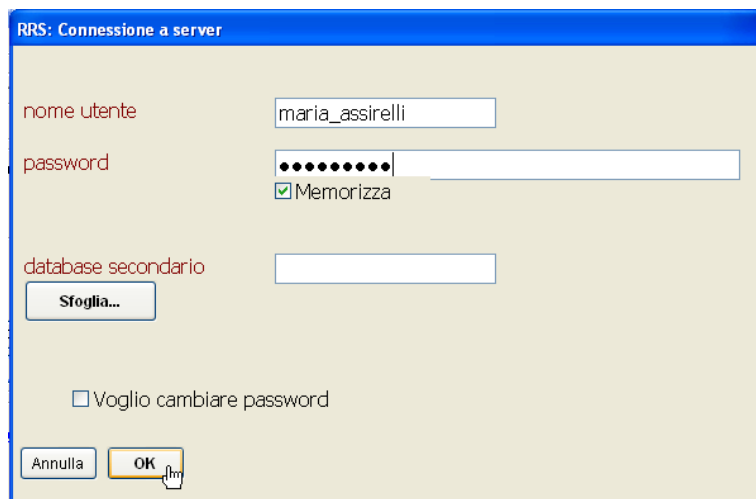 RRS: Connessione a server
nome utente maria_assirelli
password •••••••••
Memorizza
database secondario
Sfoglia...
Voglio cambiare password
Annulla OK